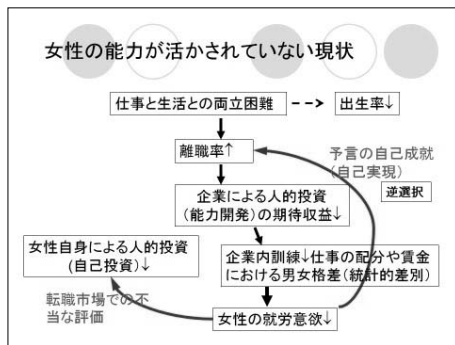 女性の能力が活かされていない現状
仕事と生活との両立困難
出生率↓
離職率↑
予言の自己成就
(自己実現)
逆選択
企業による人的投資
(能力開発)の期待収益↓
女性自身による人的投資
(自己投資)↓
企業内訓練↓仕事の配分や賃金
における男女格差(統計的差別)
転職市場での不
当な評価
女性の就労意欲↓